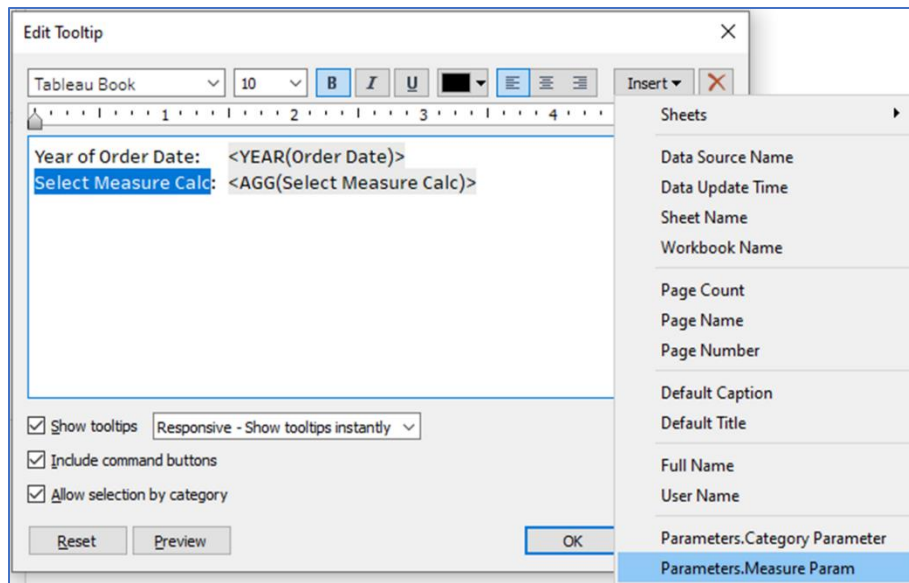 Edit Tooltip
Tableau Book 10 B I U Insert
1 2 3 4
Year of Order Date: <YEAR(Order Date)>
Select Measure Calc: <AGG(Select Measure Calc)>
Show tooltips Responsive - Show tooltips instantly
Include command buttons
Allow selection by category
Reset Preview OK
Sheets
Data Source Name
Data Update Time
Sheet Name
Workbook Name
Page Count
Page Name
Page Number
Default Caption
Default Title
Full Name
User Name
Parameters.Category Parameter
Parameters.Measure Param